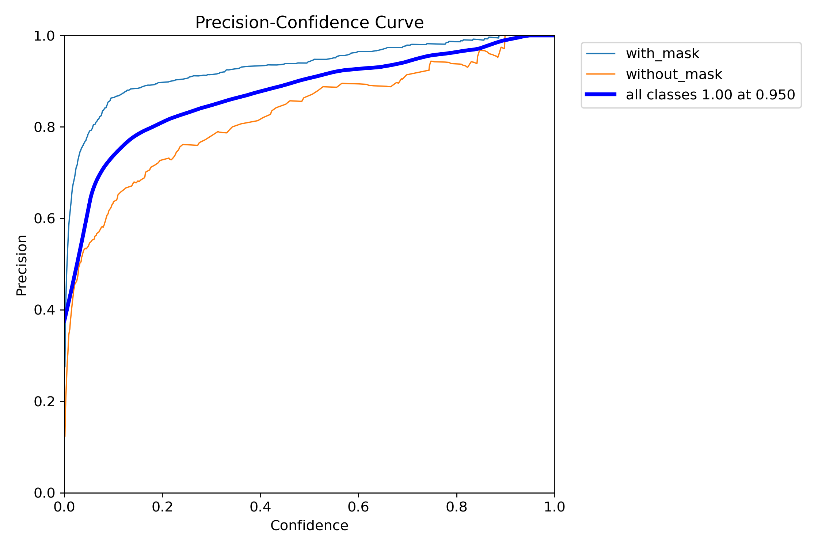 Precision-Confidence Curve
with_mask
without_mask
all classes 1.00 at 0.950
Precision
1.0
0.8
0.6
0.4
0.2
0.0
0.0 0.2 0.4 0.6 0.8 1.0
Confidence